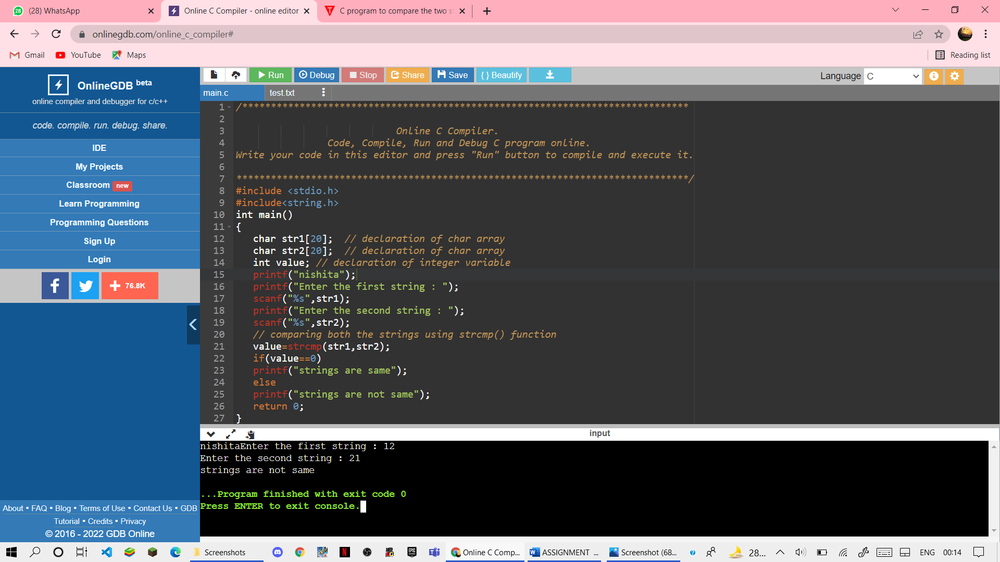 (28) WhatsApp
Online C Compiler - online editor
C program to compare the two s
onlinegdb.com/online_c_compiler#
Gmail YouTube Maps Reading list
OnlineGDB beta
online compiler and debugger for c/c++
code. compile. run. debug. share.
IDE
My Projects
Classroom new
Learn Programming
Programming Questions
Sign Up
Login
76.8K
About • FAQ • Blog • Terms of Use • Contact Us • GDB
Tutorial • Credits • Privacy
© 2016 - 2022 GDB Online
Run Debug Stop Share Save { } Beautify Language C
main.c test.txt
1 /******************************************************************************
2
3 Online C Compiler.
4 Code, Compile, Run and Debug C program online.
5 Write your code in this editor and press "Run" button to compile and execute it.
6
7 *******************************************************************************/
8 #include <stdio.h>
9 #include<string.h>
10 int main()
11 {
12 char str1[20]; // declaration of char array
13 char str2[20]; // declaration of char array
14 int value; // declaration of integer variable
15 printf("nishita");
16 printf("Enter the first string : ");
17 scanf("%s",str1);
18 printf("Enter the second string : ");
19 scanf("%s",str2);
20 // comparing both the strings using strcmp() function
21 value=strcmp(str1,str2);
22 if(value==0)
23 printf("strings are same");
24 else
25 printf("strings are not same");
26 return 0;
27 }
input
nishitaEnter the first string : 12
Enter the second string : 21
strings are not same
...Program finished with exit code 0
Press ENTER to exit console.
Screenshots Online C Comp... ASSIGNMENT ... Screenshot (68... 28... ENG 00:14